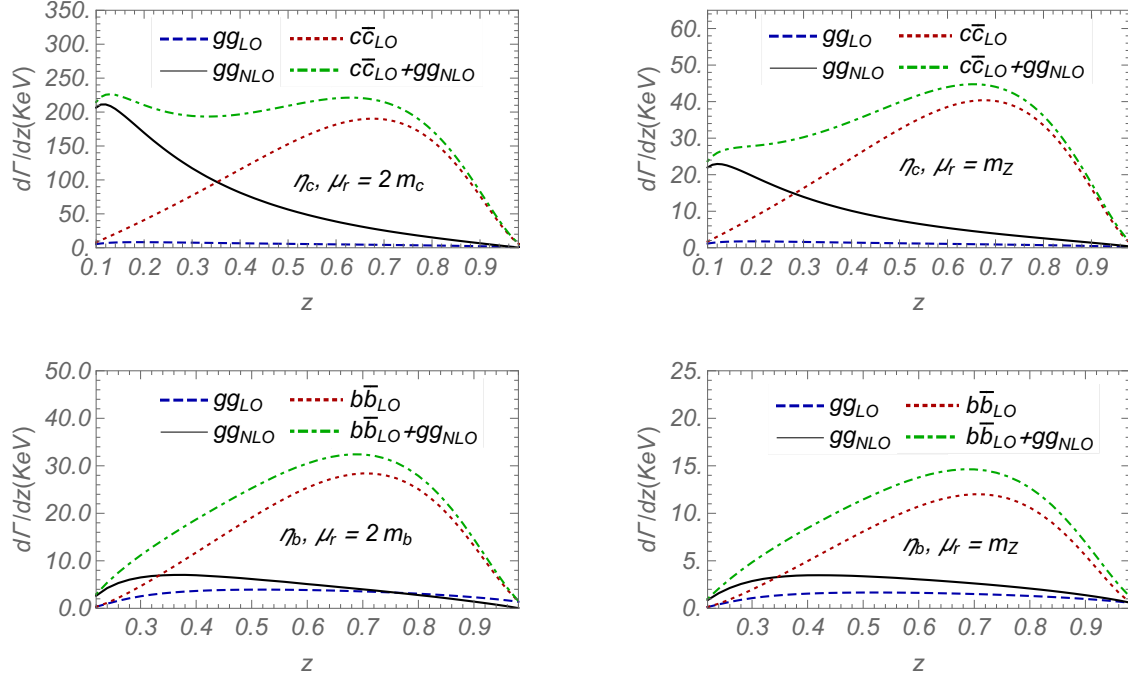 350.
300.
250.
200.
150.
100.
50.
0.
dΓ/dz(KeV)
gg_LO cc̅_LO
gg_NLO cc̅_LO+gg_NLO
η_c, μ_r = 2 m_c
0.1 0.2 0.3 0.4 0.5 0.6 0.7 0.8 0.9
z
60.
50.
40.
30.
20.
10.
0.
dΓ/dz(KeV)
gg_LO cc̅_LO
gg_NLO cc̅_LO+gg_NLO
η_c, μ_r = m_Z
0.1 0.2 0.3 0.4 0.5 0.6 0.7 0.8 0.9
z
50.0
40.0
30.0
20.0
10.0
0.0
dΓ/dz(KeV)
gg_LO bb̅_LO
gg_NLO bb̅_LO+gg_NLO
η_b, μ_r = 2 m_b
0.3 0.4 0.5 0.6 0.7 0.8 0.9
z
25.
20.
15.
10.
5.
0.
dΓ/dz(KeV)
gg_LO bb̅_LO
gg_NLO bb̅_LO+gg_NLO
η_b, μ_r = m_Z
0.3 0.4 0.5 0.6 0.7 0.8 0.9
z